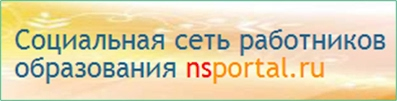 Социальная сеть работников
образования nsportal.ru